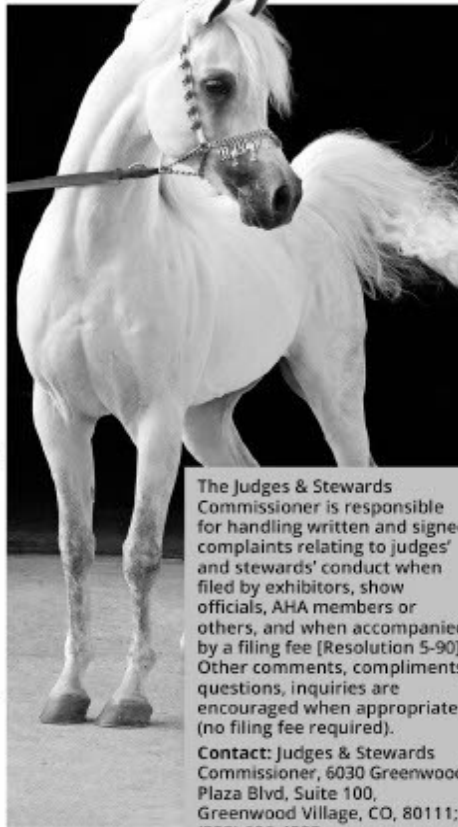 The Judges & Stewards
Commissioner is responsible
for handling written and signe
complaints relating to judges'
and stewards' conduct when
filed by exhibitors, show
officials, AHA members or
others, and when accompanie
by a filing fee [Resolution 5-90]
Other comments, compliments
questions, inquiries are
encouraged when appropriate
(no filing fee required).
Contact: Judges & Stewards
Commissioner, 6030 Greenwood
Plaza Blvd, Suite 100,
Greenwood Village, CO, 80111;